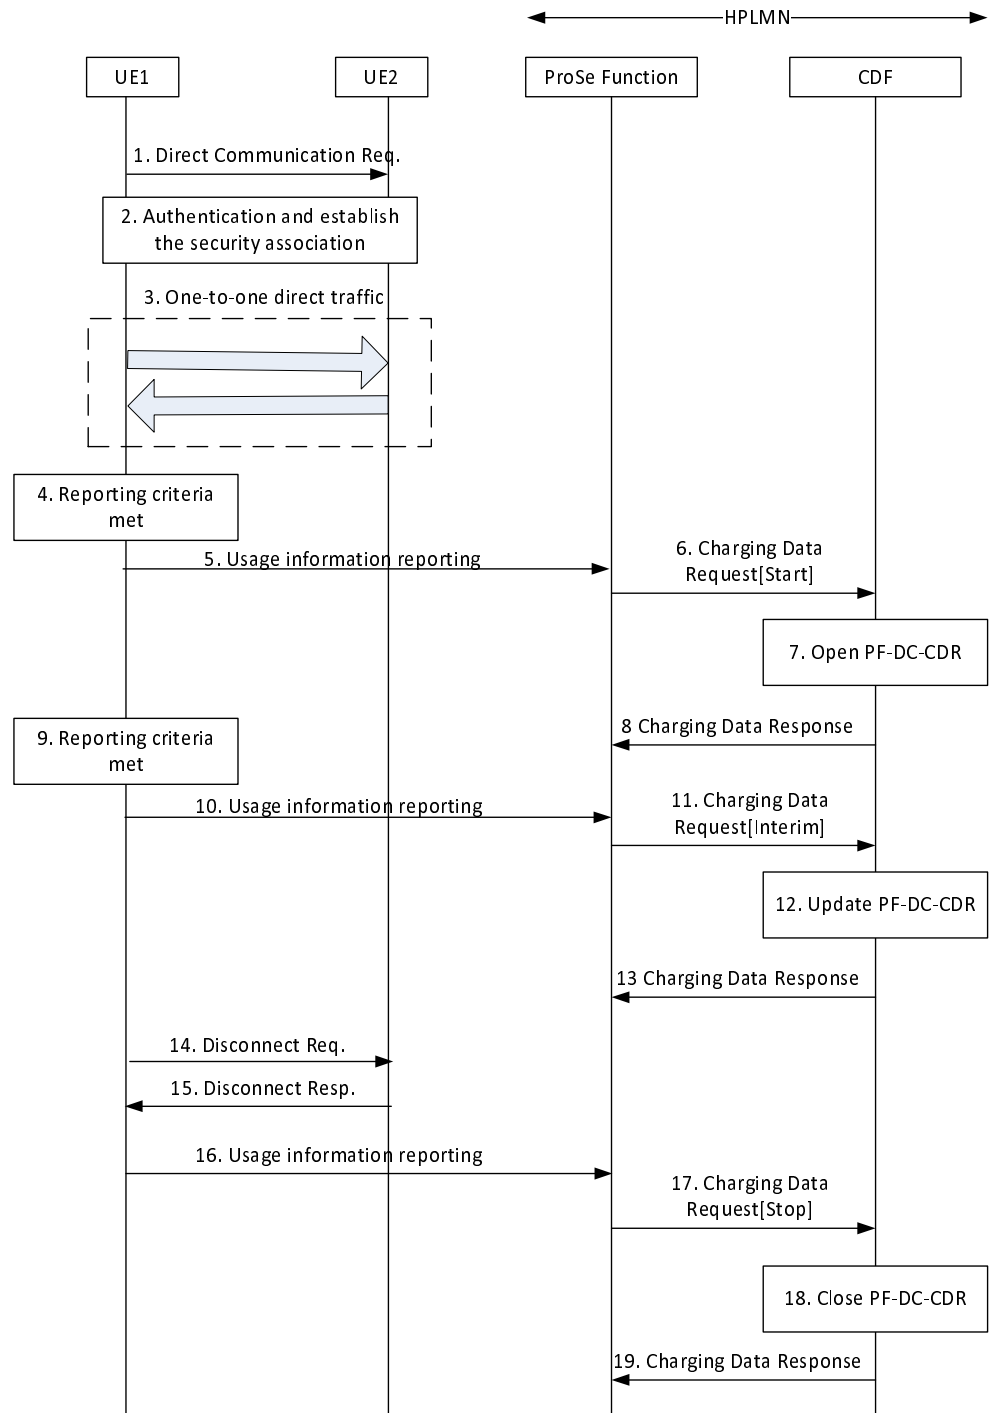 HPLMN
UE1
UE2
ProSe Function
CDF
1. Direct Communication Req.
2. Authentication and establish
the security association
3. One-to-one direct traffic
4. Reporting criteria
met
5. Usage information reporting
6. Charging Data
Request[Start]
7. Open PF-DC-CDR
8 Charging Data Response
9. Reporting criteria
met
10. Usage information reporting
11. Charging Data
Request[Interim]
12. Update PF-DC-CDR
13 Charging Data Response
14. Disconnect Req.
15. Disconnect Resp.
16. Usage information reporting
17. Charging Data
Request[Stop]
18. Close PF-DC-CDR
19. Charging Data Response